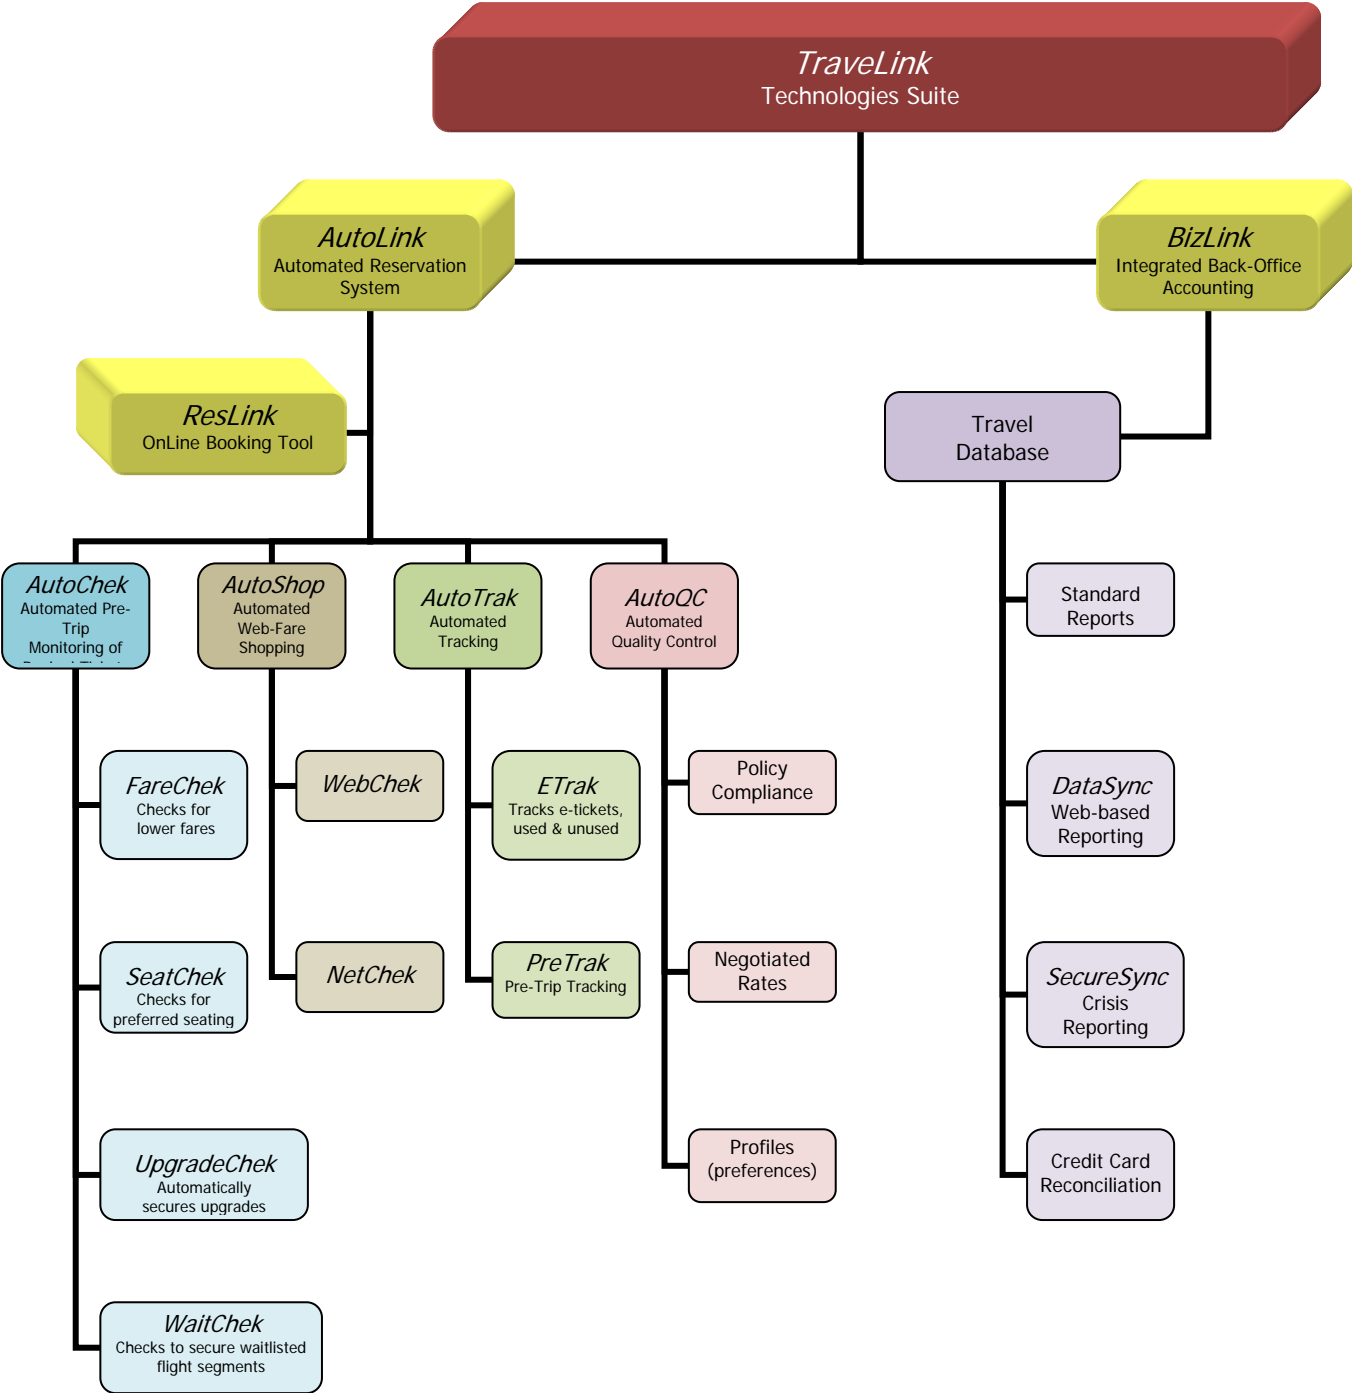 TraveLink
Technologies Suite
AutoLink
Automated Reservation
System
BizLink
Integrated Back-Office
Accounting
ResLink
OnLine Booking Tool
Travel
Database
AutoChek
Automated Pre-
Trip
Monitoring of
AutoShop
Automated
Web-Fare
Shopping
AutoTrak
Automated
Tracking
AutoQC
Automated
Quality Control
Standard
Reports
FareChek
Checks for
lower fares
WebChek
ETrak
Tracks e-tickets,
used & unused
Policy
Compliance
DataSync
Web-based
Reporting
SeatChek
Checks for
preferred seating
NetChek
PreTrak
Pre-Trip Tracking
Negotiated
Rates
SecureSync
Crisis
Reporting
UpgradeChek
Automatically
secures upgrades
Profiles
(preferences)
Credit Card
Reconciliation
WaitChek
Checks to secure waitlisted
flight segments